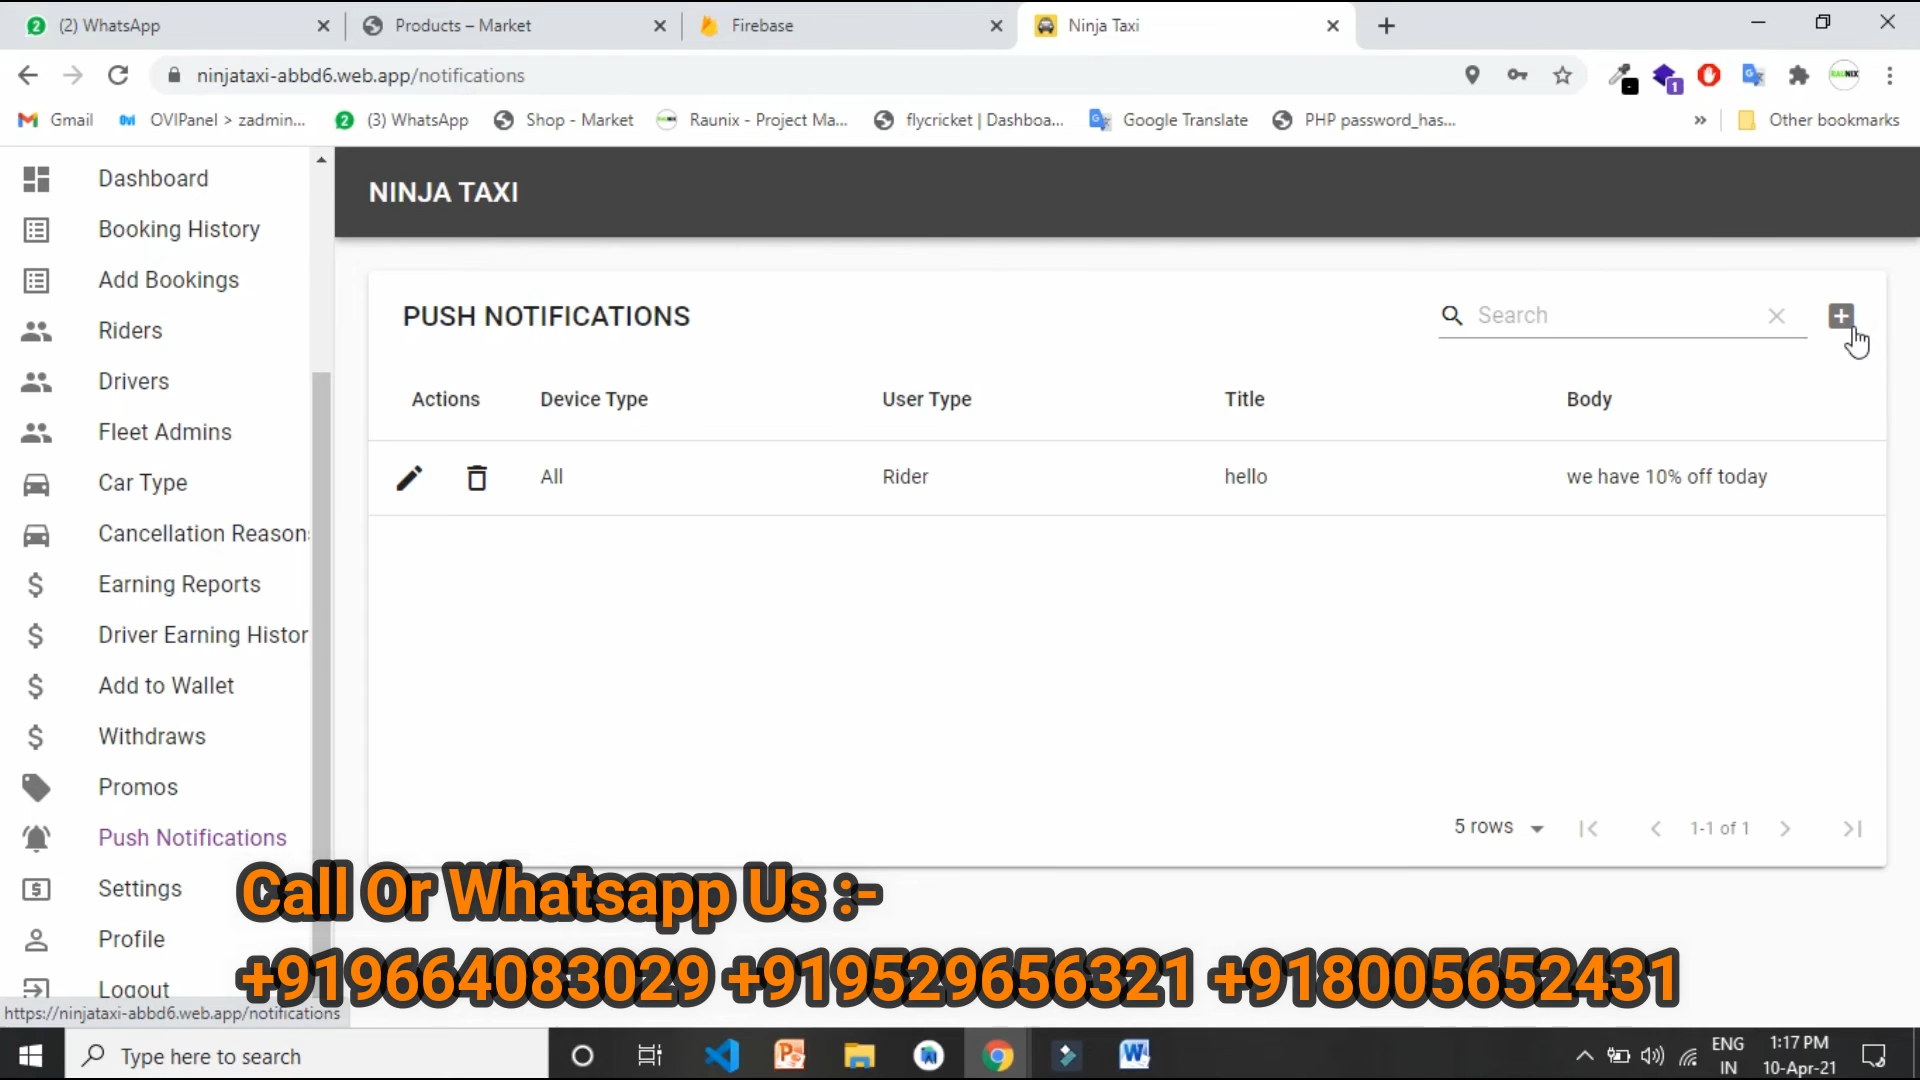 (2) WhatsApp
Products – Market
Firebase
Ninja Taxi
ninjataxi-abbd6.web.app/notifications
1
Gmail
OVIPanel > zadmin...
(3) WhatsApp
Shop - Market
Raunix - Project Ma...
flycricket | Dashboa...
Google Translate
PHP password_has...
»
Other bookmarks
Dashboard
Booking History
Add Bookings
Riders
Drivers
Fleet Admins
Car Type
Cancellation Reason
Earning Reports
Driver Earning Histor
Add to Wallet
Withdraws
Promos
Push Notifications
Settings
Profile
Logout
NINJA TAXI
PUSH NOTIFICATIONS
Search
Actions Device Type User Type Title Body
All Rider hello we have 10% off today
5 rows 1-1 of 1
Call Or Whatsapp Us :-
+919664083029 +919529656321 +918005652431
https://ninjataxi-abbd6.web.app/notifications
Type here to search
ENG
IN
1:17 PM
10-Apr-21